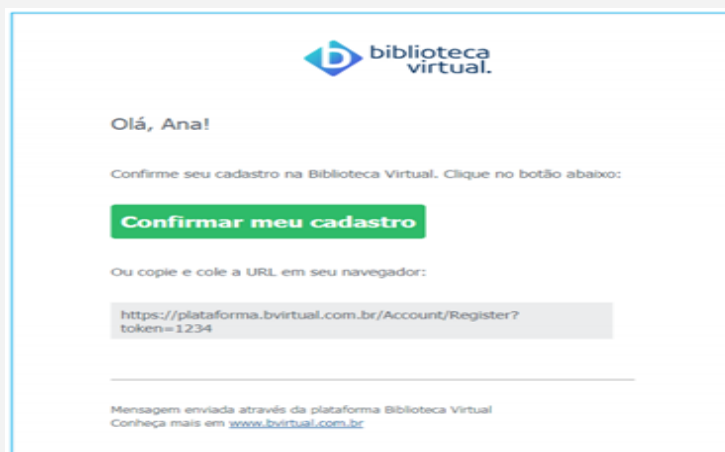 biblioteca
virtual.
Olá, Ana!
Confirme seu cadastro na Biblioteca Virtual. Clique no botão abaixo:
Confirmar meu cadastro
Ou copie e cole a URL em seu navegador:
https://plataforma.bvirtual.com.br/Account/Register?
token=1234
Mensagem enviada através da plataforma Biblioteca Virtual
Conheça mais em www.bvirtual.com.br